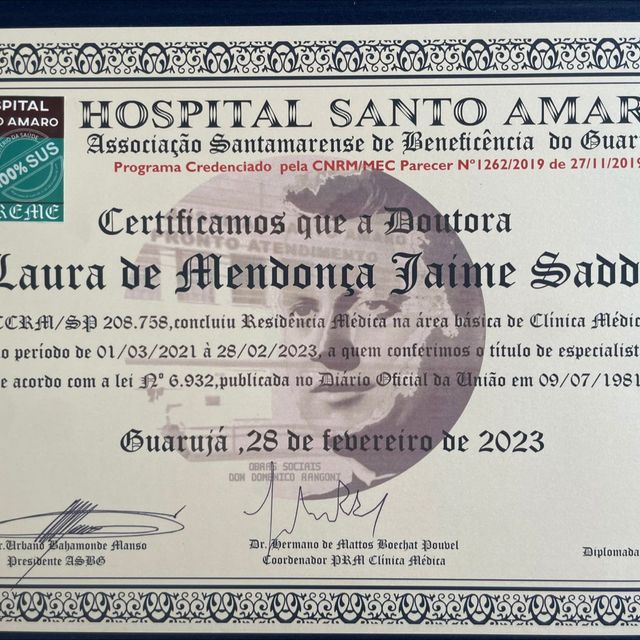 SPITAL
O AMARO
100% SUS
REME
HOSPITAL SANTO AMAR
Associação Santamarense de Beneficência do Guar
Programa Credenciado pela CNRM/MEC Parecer Nº1262/2019 de 27/11/2019
Certificamos que a Doutora
Laura de Mendonça Jaime Sadd
CRM/SP 208.758,concluiu Residência Médica na área básica de Clínica Médic
o período de 01/03/2021 à 28/02/2023, a quem conferimos o título de especialist
e acordo com a lei Nº 6.932,publicada no Diário Oficial da União em 09/07/1981
PRONTO ATENDIMENTO
Guarujá ,28 de fevereiro de 2023
OBRAS SOCIAIS
DOM DOMENICO RANGONI
r.Urbano Bahamonde Manso
Presidente ASBG
Dr. Hermano de Mattos Boechat Pouvel
Coordenador PRM Clínica Médica
Diplomada